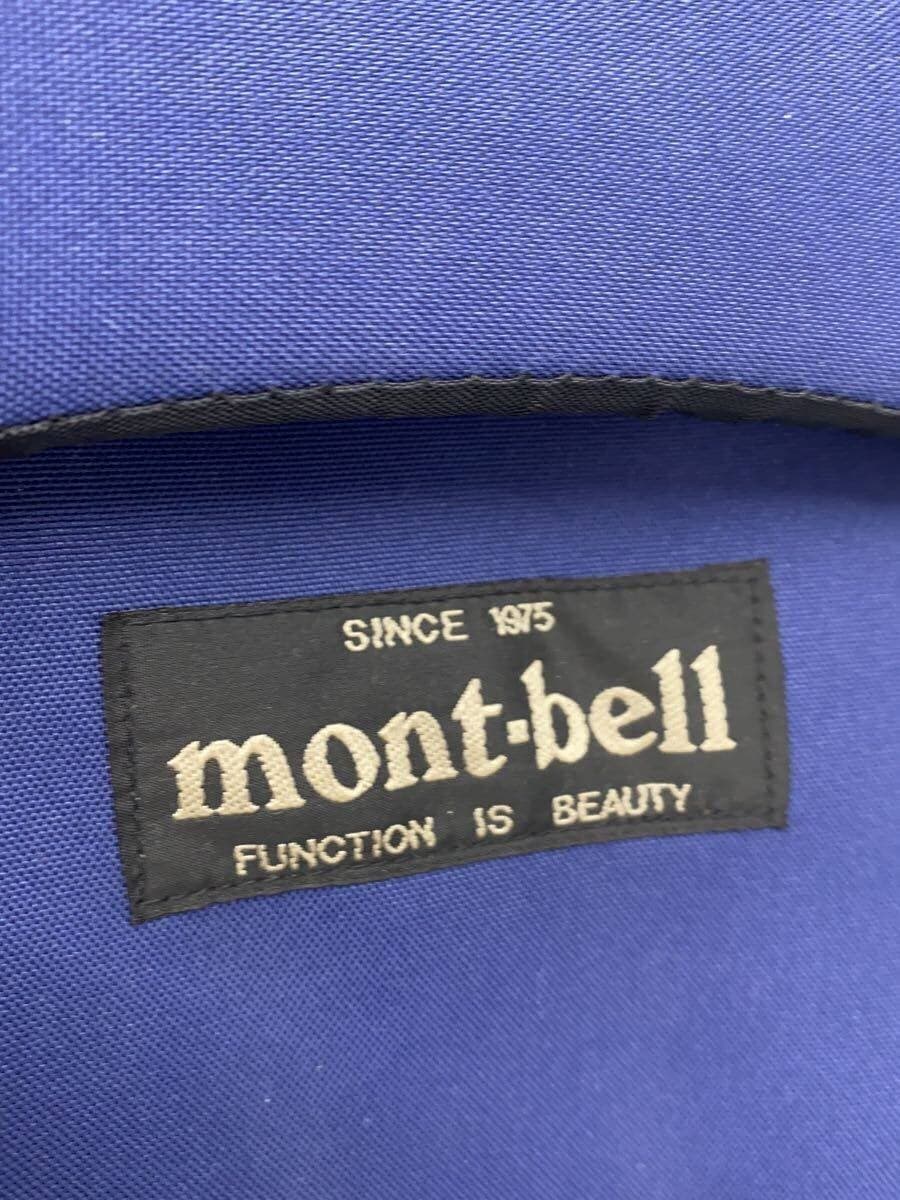 SINCE 1975
mont-bell
FUNCTION IS BEAUTY